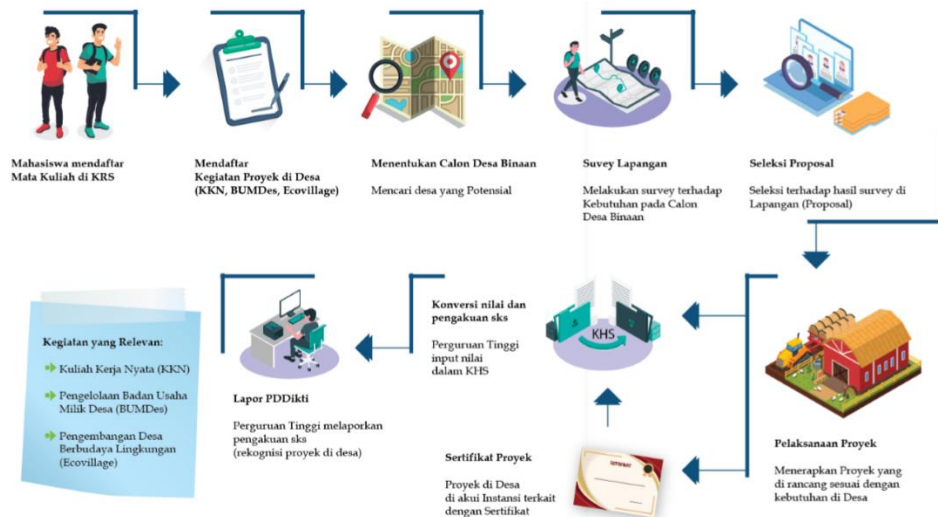 Mahasiswa mendaftar
Mata Kuliah di KRS
Mendaftar
Kegiatan Proyek di Desa
(KKN, BUMDes, Ecovillage)
Menentukan Calon Desa Binaan
Mencari desa yang Potensial
Suvey Lapangan
Melakukan survey terhadap
Kebutuhan pada Calon
Desa Binaan
Seleksi Proposal
Seleksi terhadap hasil survey di
Lapangan (Proposal)
Kegiatan yang Relevan:
Kuliah Kerja Nyata (KKN)
Pengelolaan Badan Usaha
Milik Desa (BUMDes)
Pengembangan Desa
Berbudaya Lingkungan
(Ecovillage)
Lapor PDDikti
Perguruan Tinggi melaporkan
pengakuan sks
(rekognisi proyek di desa)
Konversi nilai dan
pengakuan sks
Perguruan Tinggi
input nilai
dalam KHS
KHS
Sertifikat Proyek
Proyek di Desa
di akui Instansi terkait
dengan Sertifikat
Pelaksanaan Proyek
Menerapkan Proyek yang
di rancang sesuai dengan
kebutuhan di Desa